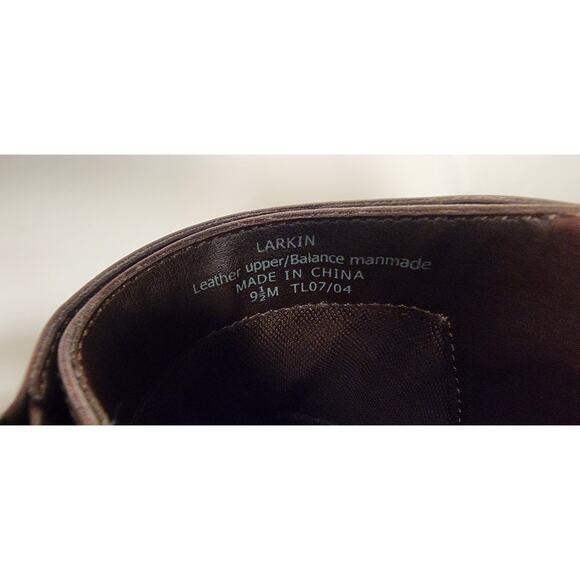 LARKIN
Leather upper/Balance manmade
MADE IN CHINA
9½M TL07/04